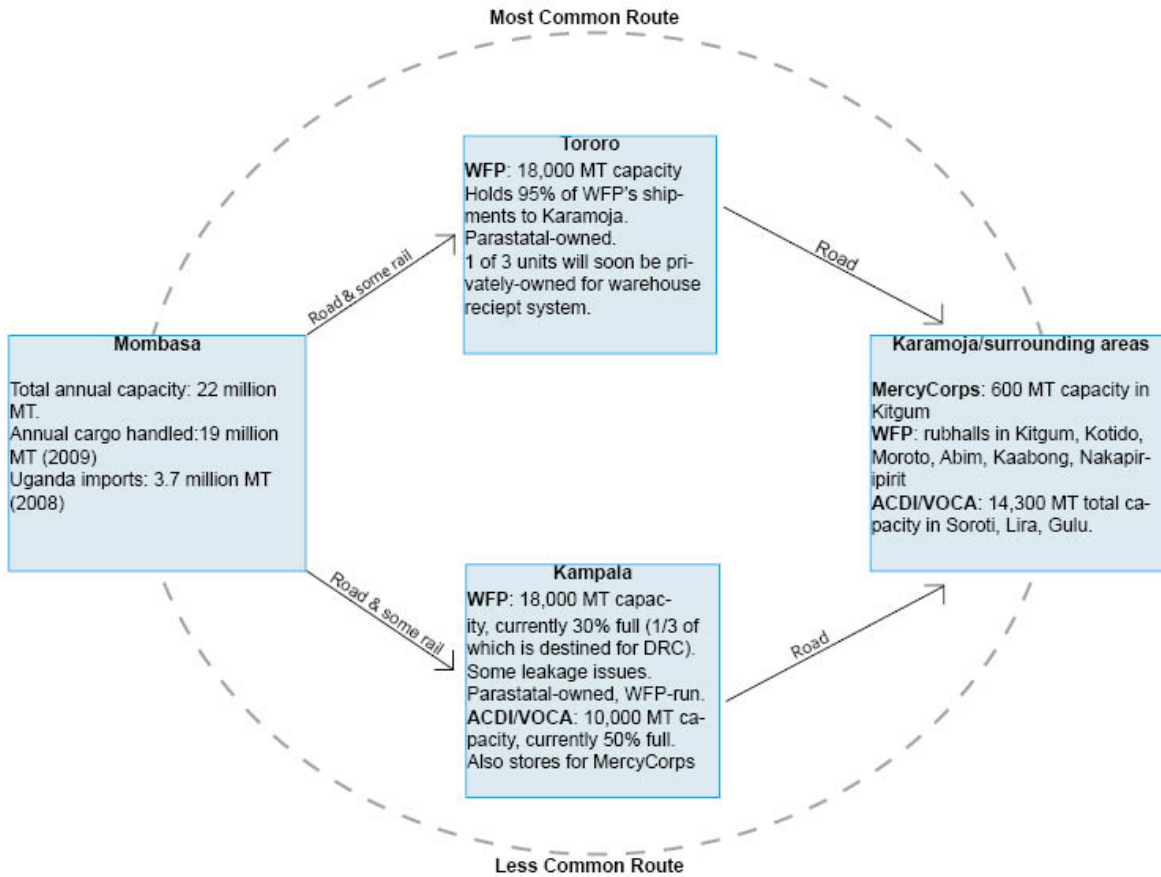 Most Common Route
Tororo
WFP: 18,000 MT capacity
Holds 95% of WFP's ship-
ments to Karamoja.
Parastatal-owned.
1 of 3 units will soon be pri-
vately-owned for warehouse
reciept system.
Road & some rail
Road
Mombasa
Total annual capacity: 22 million
MT.
Annual cargo handled:19 million
MT (2009)
Uganda imports: 3.7 million MT
(2008)
Karamoja/surrounding areas
MercyCorps: 600 MT capacity in
Kitgum
WFP: rubhalls in Kitgum, Kotido,
Moroto, Abim, Kaabong, Nakapir-
ipirit
ACDI/VOCA: 14,300 MT total ca-
pacity in Soroti, Lira, Gulu.
Road & some rail
Road
Kampala
WFP: 18,000 MT capac-
ity, currently 30% full (1/3 of
which is destined for DRC).
Some leakage issues.
Parastatal-owned, WFP-run.
ACDI/VOCA: 10,000 MT ca-
pacity, currently 50% full.
Also stores for MercyCorps
Less Common Route